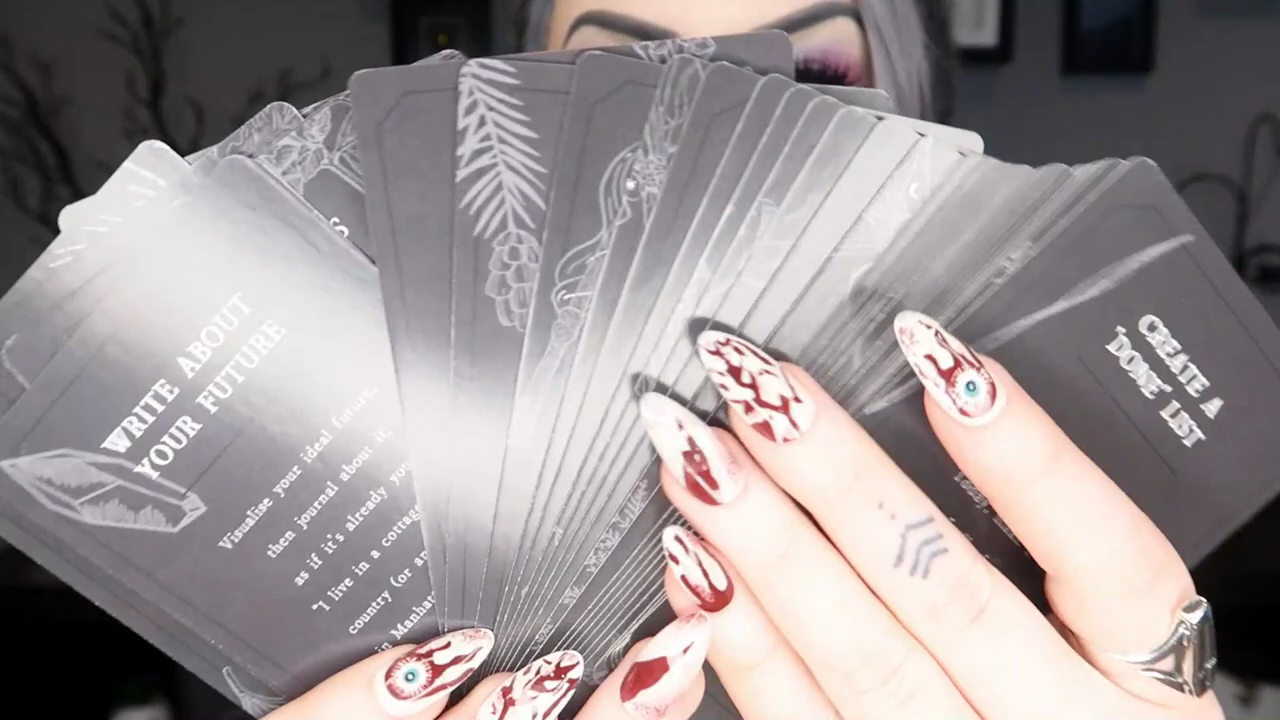 WRITE ABOUT
YOUR FUTURE
Visualise your ideal future,
then journal about it,
as if it's already
"I live in a cottage
country (or an
in Manhat
CREATE A
'DONE' LIST